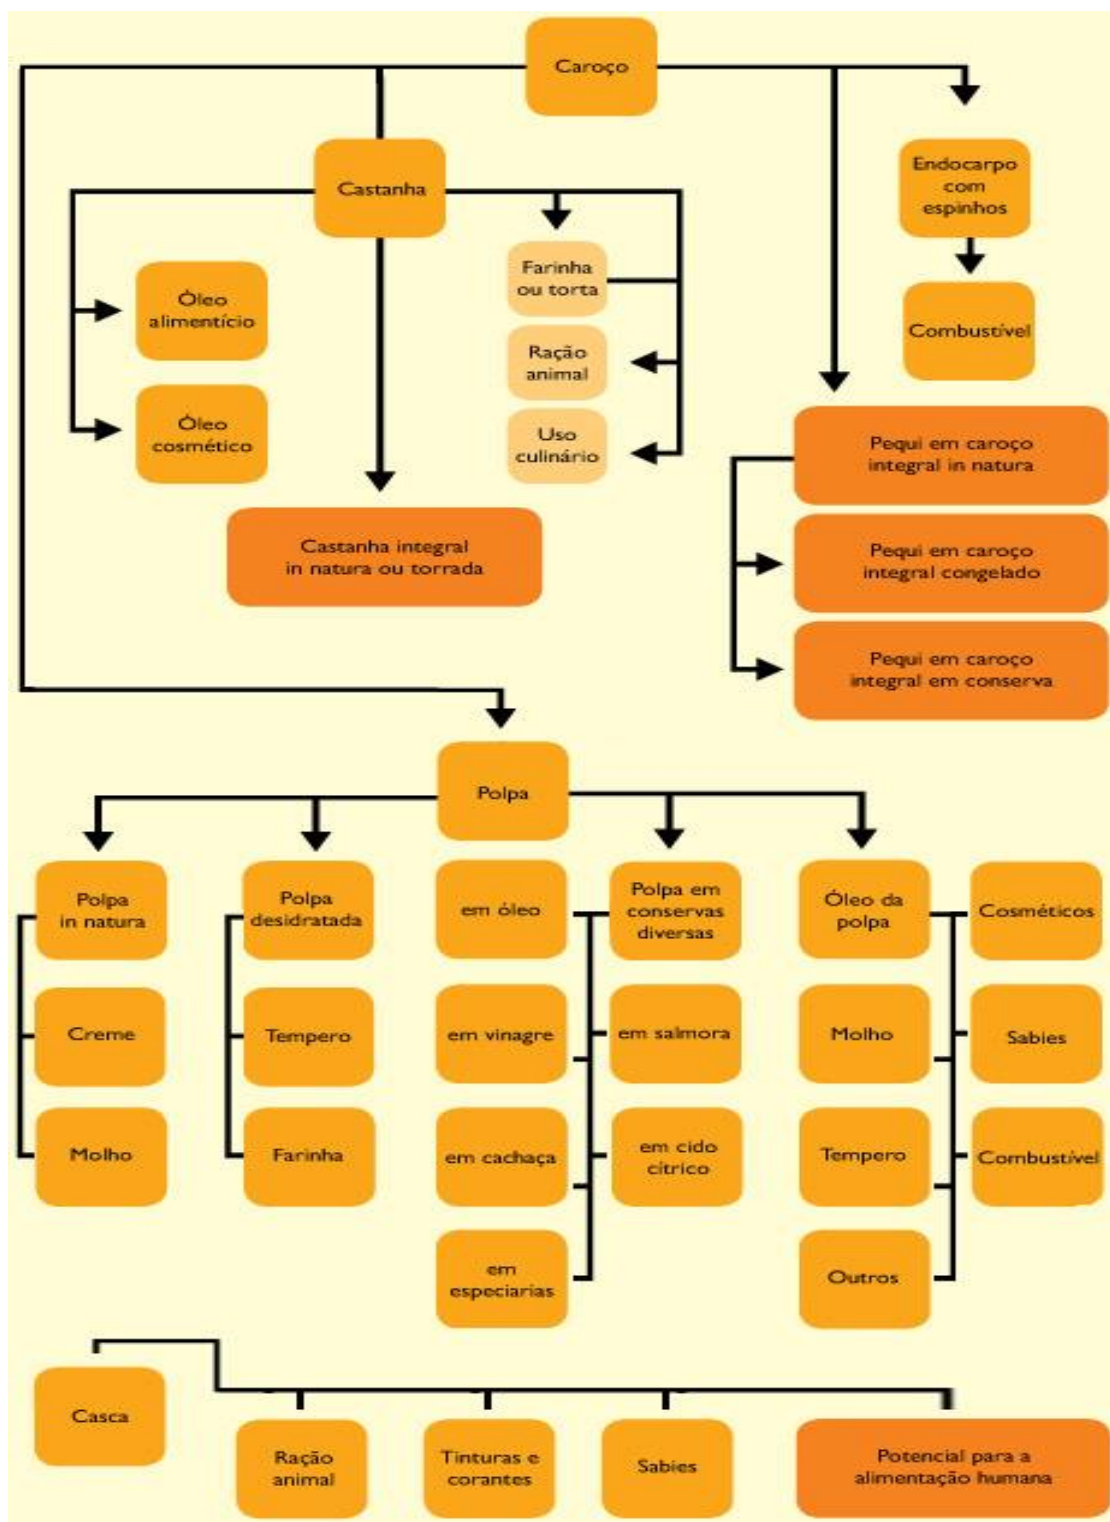 Caroço
Castanha
Endocarpo
com
espinhos
Óleo
alimentício
Óleo
cosmético
Farinha
ou torta
Ração
animal
Uso
culinário
Combustível
Castanha integral
in natura ou torrada
Pequi em caroço
integral in natura
Pequi em caroço
integral congelado
Pequi em caroço
integral em conserva
Polpa
Polpa
in natura
Creme
Molho
Polpa
desidratada
Tempero
Farinha
em óleo
em vinagre
em cachaça
em
especiarias
Polpa em
conservas
diversas
em salmora
em cido
cítrico
Óleo da
polpa
Molho
Tempero
Outros
Cosméticos
Sabies
Combustível
Casca
Ração
animal
Tinturas e
corantes
Sabies
Potencial para a
alimentação humana